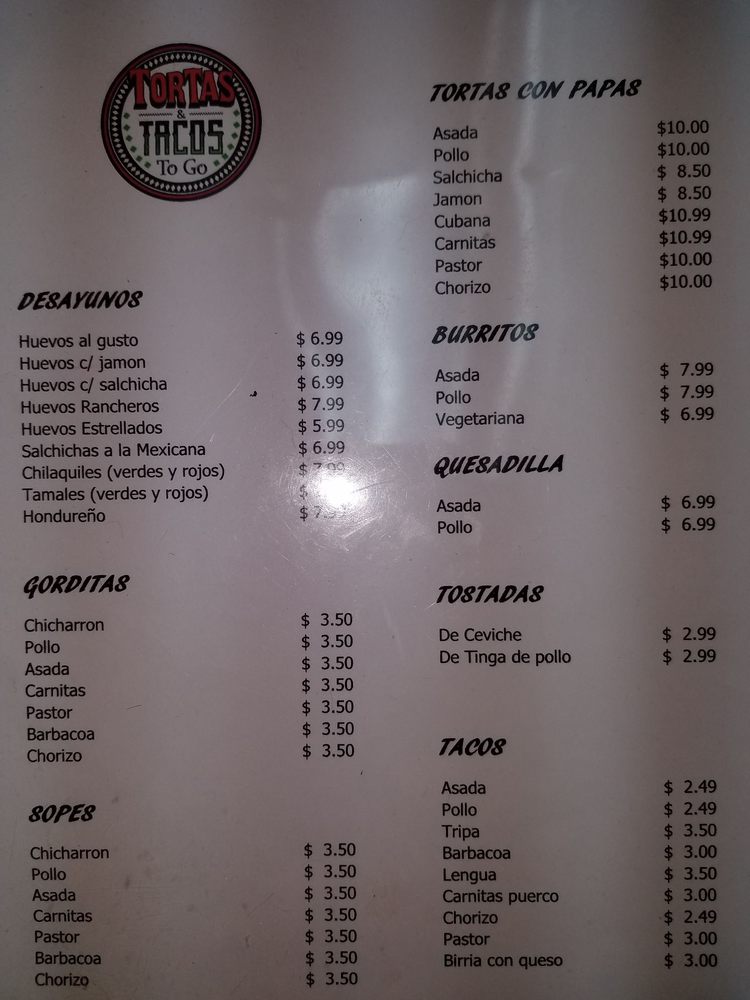 TORTAS
&
TACOS
To Go
DESAYUNOS
Huevos al gusto $ 6.99
Huevos c/ jamon $ 6.99
Huevos c/ salchicha $ 6.99
Huevos Rancheros $ 7.99
Huevos Estrellados $ 5.99
Salchichas a la Mexicana $ 6.99
Chilaquiles (verdes y rojos) $ 7.99
Tamales (verdes y rojos) $
Hondureño $ 7.99
GORDITAS
Chicharron $ 3.50
Pollo $ 3.50
Asada $ 3.50
Carnitas $ 3.50
Pastor $ 3.50
Barbacoa $ 3.50
Chorizo $ 3.50
SOPES
Chicharron $ 3.50
Pollo $ 3.50
Asada $ 3.50
Carnitas $ 3.50
Pastor $ 3.50
Barbacoa $ 3.50
Chorizo $ 3.50
TORTAS CON PAPAS
Asada $10.00
Pollo $10.00
Salchicha $ 8.50
Jamon $ 8.50
Cubana $10.99
Carnitas $10.99
Pastor $10.00
Chorizo $10.00
BURRITOS
Asada $ 7.99
Pollo $ 7.99
Vegetariana $ 6.99
QUESADILLA
Asada $ 6.99
Pollo $ 6.99
TOSTADAS
De Ceviche $ 2.99
De Tinga de pollo $ 2.99
TACOS
Asada $ 2.49
Pollo $ 2.49
Tripa $ 3.50
Barbacoa $ 3.00
Lengua $ 3.50
Carnitas puerco $ 3.00
Chorizo $ 2.49
Pastor $ 3.00
Birria con queso $ 3.00